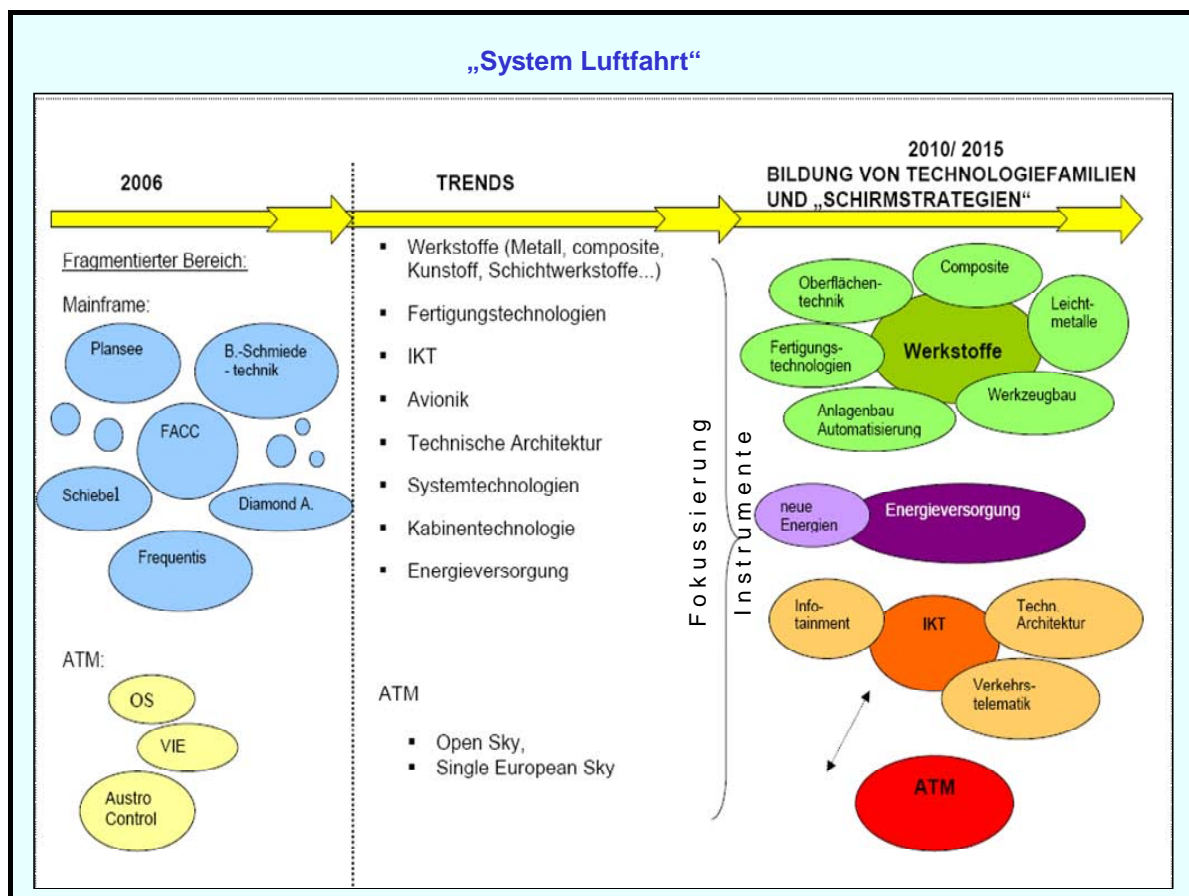 „System Luftfahrt“
2006
Fragmentierter Bereich:
Mainframe:
Plansee
B.-Schmiede
- technik
FACC
Schiebel
Diamond A.
Frequentis
ATM:
OS
VIE
Austro
Control
TRENDS
▪ Werkstoffe (Metall, composite,
Kunstoff, Schichtwerkstoffe...)
▪ Fertigungstechnologien
▪ IKT
▪ Avionik
▪ Technische Architektur
▪ Systemtechnologien
▪ Kabinentechnologie
▪ Energieversorgung
ATM
▪ Open Sky,
▪ Single European Sky
Fokussierung
Instrumente
2010/ 2015
BILDUNG VON TECHNOLOGIEFAMILIEN
UND „SCHIRMSTRATEGIEN“
Composite
Oberflächen-
technik
Leicht-
metalle
Fertigungs-
technologien
Werkstoffe
Werkzeugbau
Anlagenbau
Automatisierung
neue
Energien
Energieversorgung
Info-
tainment
IKT
Techn.
Architektur
Verkehrs-
telematik
ATM